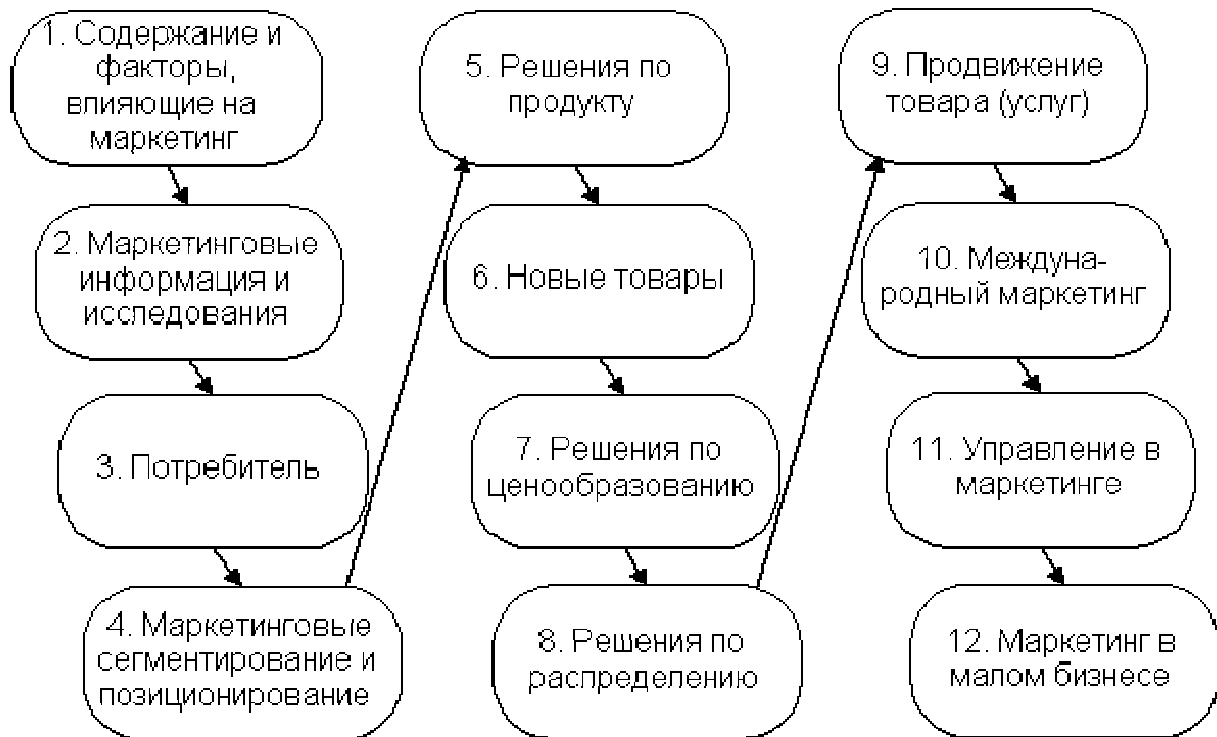 1. Содержание и
факторы,
влияющие на
маркетинг
2. Маркетинговые
информация и
исследования
3. Потребитель
4. Маркетинговые
сегментирование и
позиционирование
5. Решения по
продукту
6. Новые товары
7. Решения по
ценообразованию
8. Решения по
распределению
9. Продвижение
товара (услуг)
10. Междуна-
родный маркетинг
11. Управление в
маркетинге
12. Маркетинг в
малом бизнесе